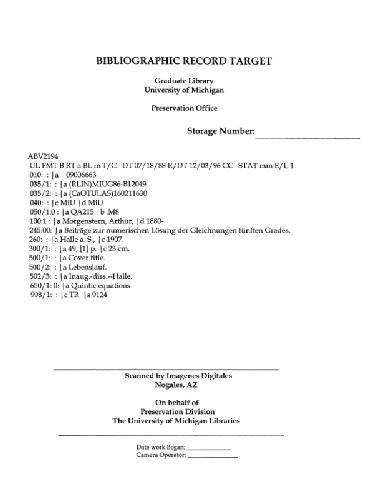 BIBLIOGRAPHIC RECORD TARGET
Graduate Library
University of Michigan
Preservation Office
Storage Number:
ABV2194
UL FMT B RT a BL m T/C DT 07/18/88 R/DT 12/03/96 CC STAT mm E/L 1
010: : |a 09006663
035/1: : |a (RLIN)MIUG86-B12049
035/2: : |a (CaOTULAS)160211630
040: : |c MiU |d MiU
050/1:0 : |a QA215 |b .M8
100:1 : |a Morgenstern, Arthur, |d 1880-
245:00: |a Beiträge zur numerischen Lösung der Gleichungen fünften Grades.
260: : |a Halle a. S., |c 1907.
300/1: : |a 49, [1] p. |c 23 cm.
500/1: : |a Cover title.
500/2: : |a Lebenslauf.
502/3: : |a Inaug.-diss.--Halle.
650/1: 0: |a Quintic equations
998/1: : |c TR |s 9124
Scanned by Imagenes Digitales
Nogales, AZ
On behalf of
Preservation Division
The University of Michigan Libraries
Date work Began:
Camera Operator: